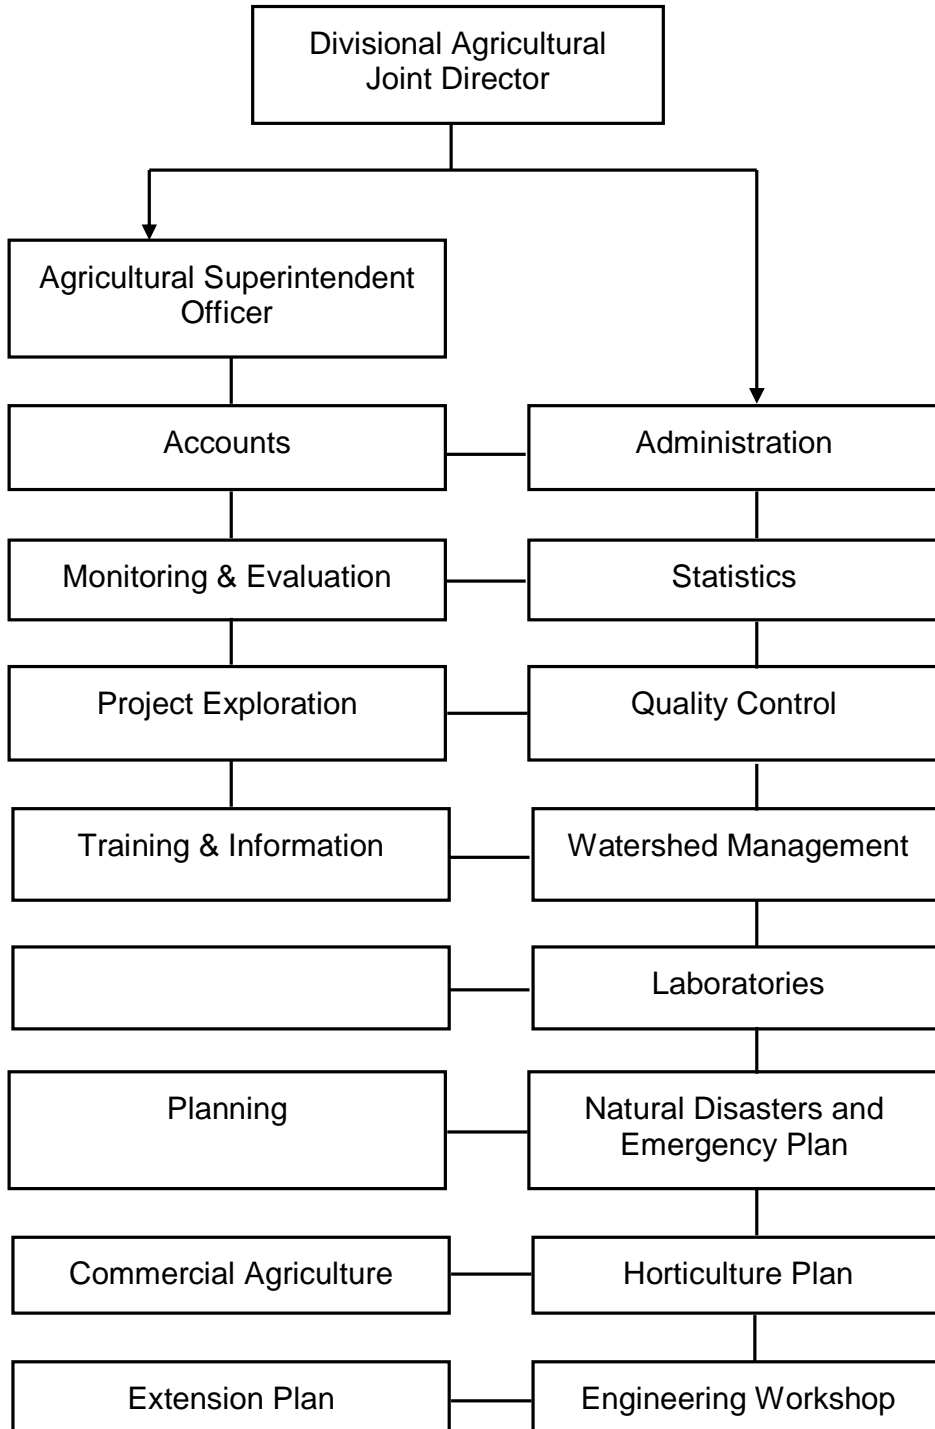 Divisional Agricultural
Joint Director
Agricultural Superintendent
Officer
Accounts
Administration
Monitoring & Evaluation
Statistics
Project Exploration
Quality Control
Training & Information
Watershed Management
Laboratories
Planning
Natural Disasters and
Emergency Plan
Commercial Agriculture
Horticulture Plan
Extension Plan
Engineering Workshop